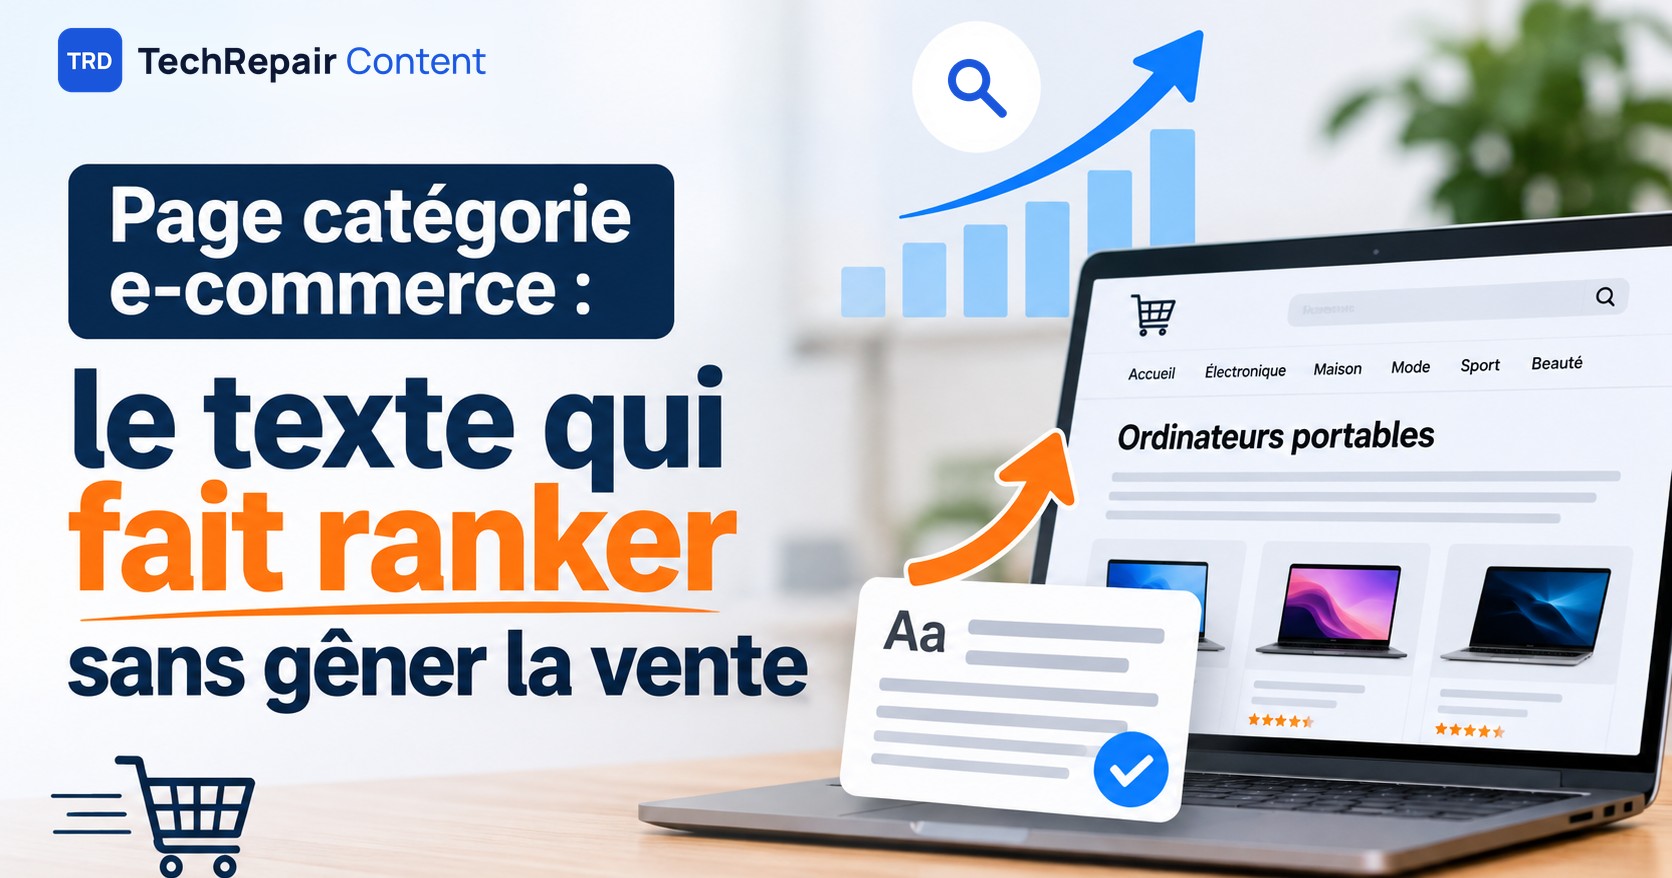 TRD TechRepair Content
Page catégorie
e-commerce :
le texte qui
fait ranker
sans gêner la vente
Accueil Électronique Maison Mode Sport Beauté
Ordinateurs portables
Aa